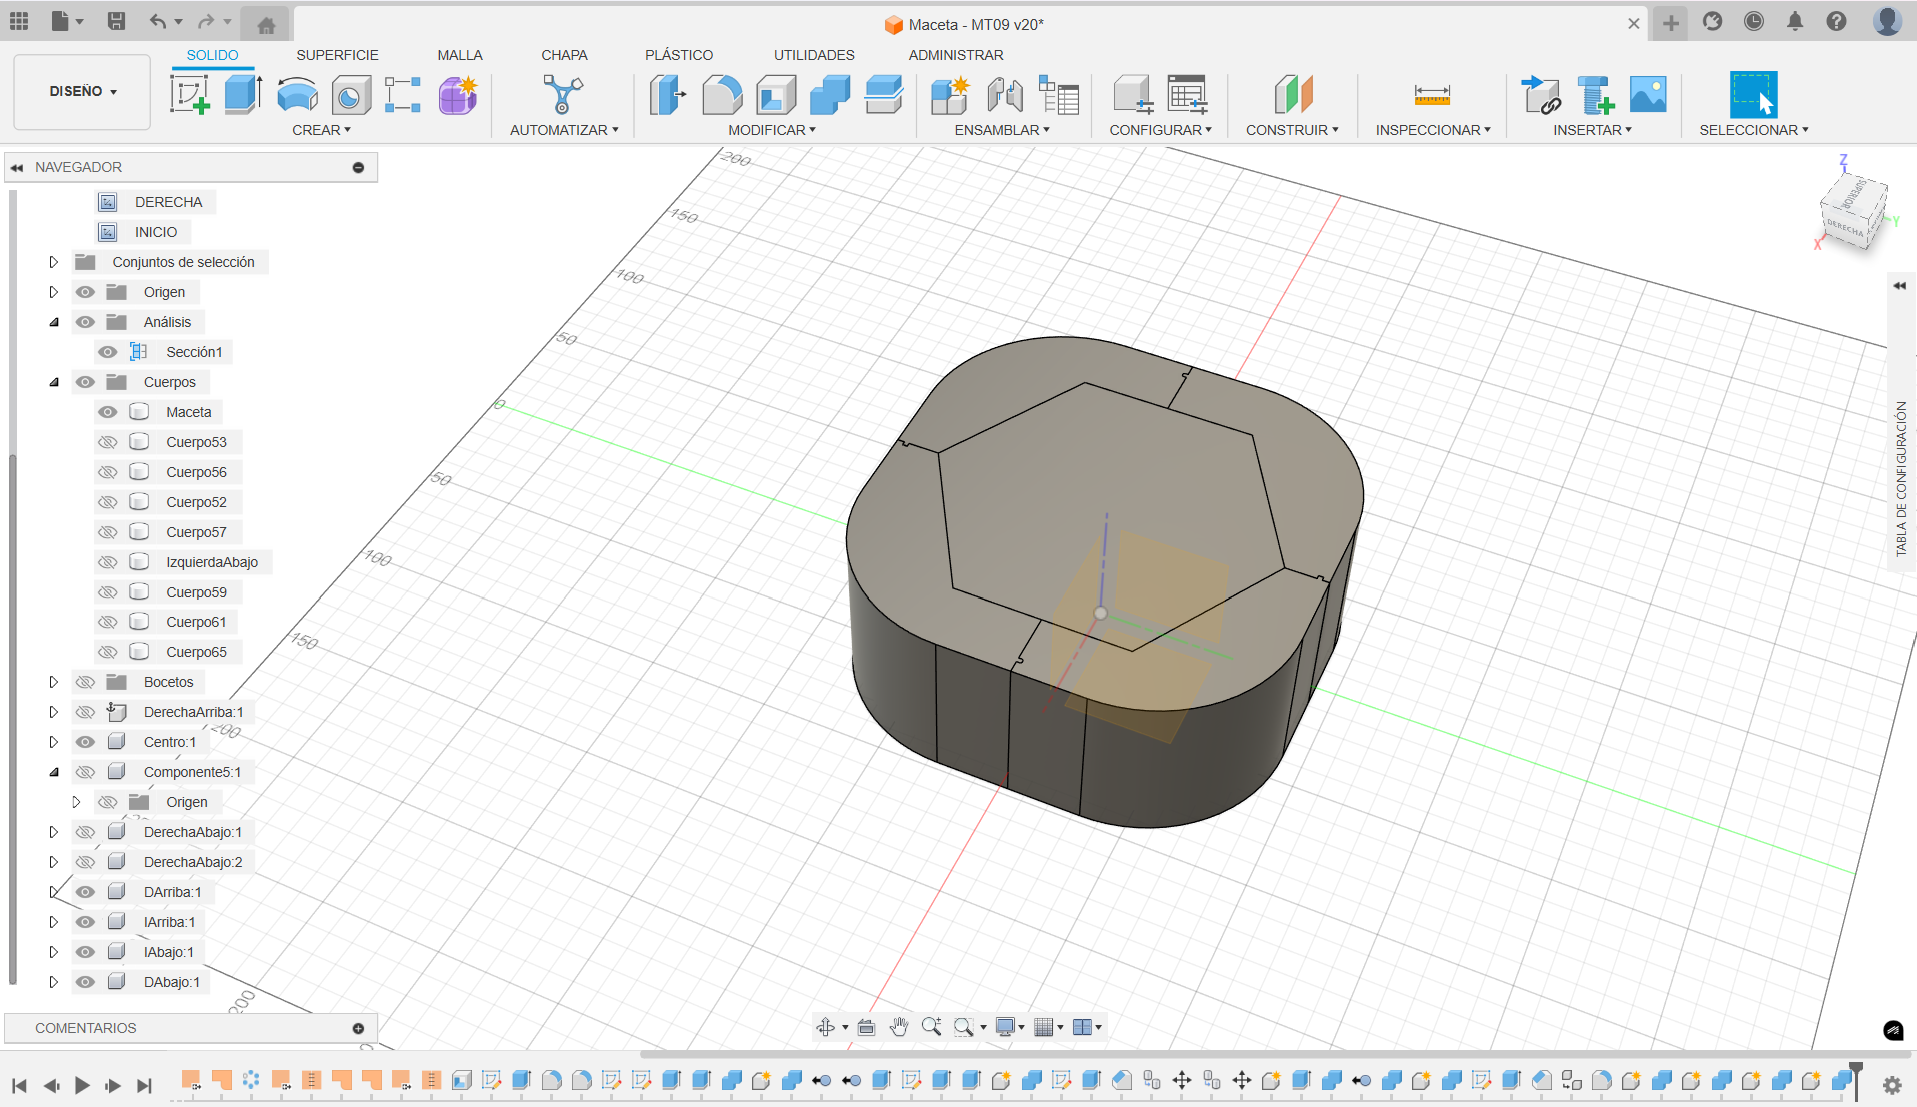 Maceta - MT09 v20*
DISEÑO
SOLIDO
SUPERFICIE
MALLA
CHAPA
PLÁSTICO
UTILIDADES
ADMINISTRAR
CREAR
AUTOMATIZAR
MODIFICAR
ENSAMBLAR
CONFIGURAR
CONSTRUIR
INSPECCIONAR
INSERTAR
SELECCIONAR
NAVEGADOR
DERECHA
INICIO
Conjuntos de selección
Origen
Análisis
Sección1
Cuerpos
Maceta
Cuerpo53
Cuerpo56
Cuerpo52
Cuerpo57
IzquierdaAbajo
Cuerpo59
Cuerpo61
Cuerpo65
Bocetos
DerechaArriba:1
Centro:1
Componente5:1
Origen
DerechaAbajo:1
DerechaAbajo:2
DArriba:1
IArriba:1
IAbajo:1
DAbajo:1
COMENTARIOS
200
150
100
50
0
50
100
150
200
200
Z
SUPERIOR
DERECHA
X
Y
TABLA DE CONFIGURACIÓN